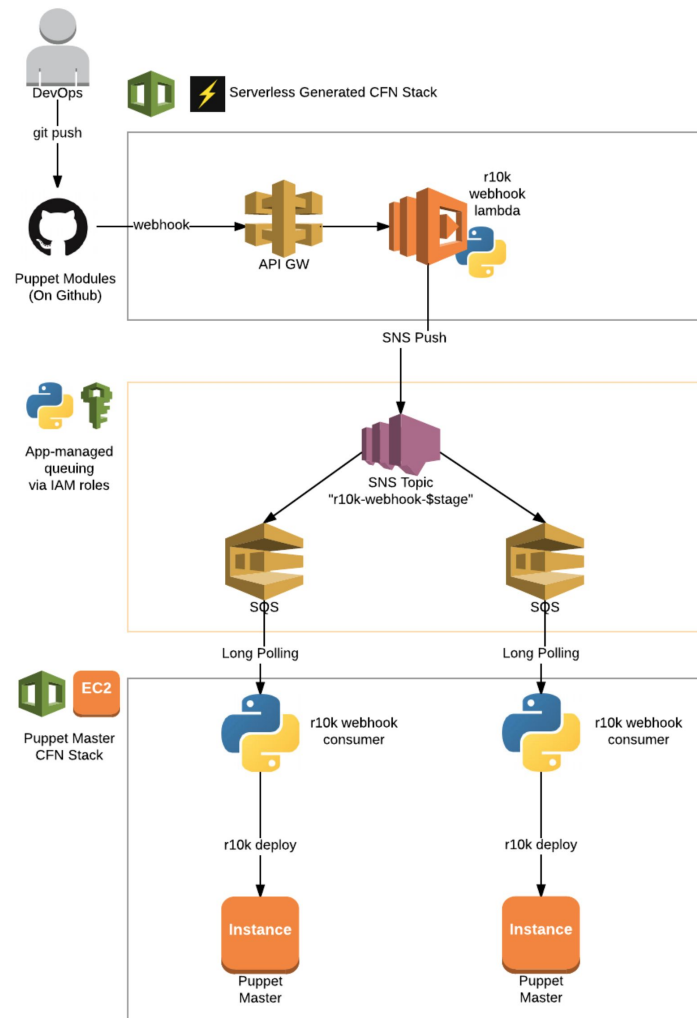 DevOps
Serverless Generated CFN Stack
git push
r10k
webhook
lambda
webhook
API GW
Puppet Modules
(On Github)
SNS Push
App-managed
queuing
via IAM roles
SNS Topic
"r10k-webhook-$stage"
SQS
SQS
Long Polling
Long Polling
EC2
Puppet Master
CFN Stack
r10k webhook
consumer
r10k webhook
consumer
r10k deploy
r10k deploy
Instance
Instance
Puppet
Master
Puppet
Master